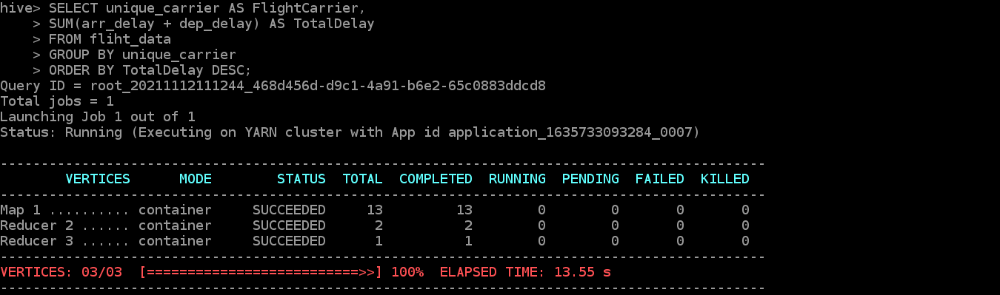 hive> SELECT unique_carrier AS FlightCarrier,
    > SUM(arr_delay + dep_delay) AS TotalDelay
    > FROM fliht_data
    > GROUP BY unique_carrier
    > ORDER BY TotalDelay DESC;
Query ID = root_20211112111244_468d456d-d9c1-4a91-b6e2-65c0883ddcd8
Total jobs = 1
Launching Job 1 out of 1
Status: Running (Executing on YARN cluster with App id application_1635733093284_0007)

----------------------------------------------------------------------------------------------
        VERTICES      MODE        STATUS  TOTAL  COMPLETED  RUNNING  PENDING  FAILED  KILLED
----------------------------------------------------------------------------------------------
Map 1 .......... container     SUCCEEDED     13         13        0        0       0       0
Reducer 2 ...... container     SUCCEEDED      2          2        0        0       0       0
Reducer 3 ...... container     SUCCEEDED      1          1        0        0       0       0
----------------------------------------------------------------------------------------------
VERTICES: 03/03  [==========================>>] 100%  ELAPSED TIME: 13.55 s
----------------------------------------------------------------------------------------------